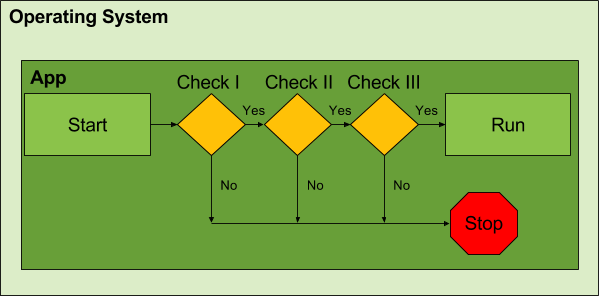 Operating System
App
Check I
Check II
Check III
Start
Yes
Yes
Yes
Run
No
No
No
Stop